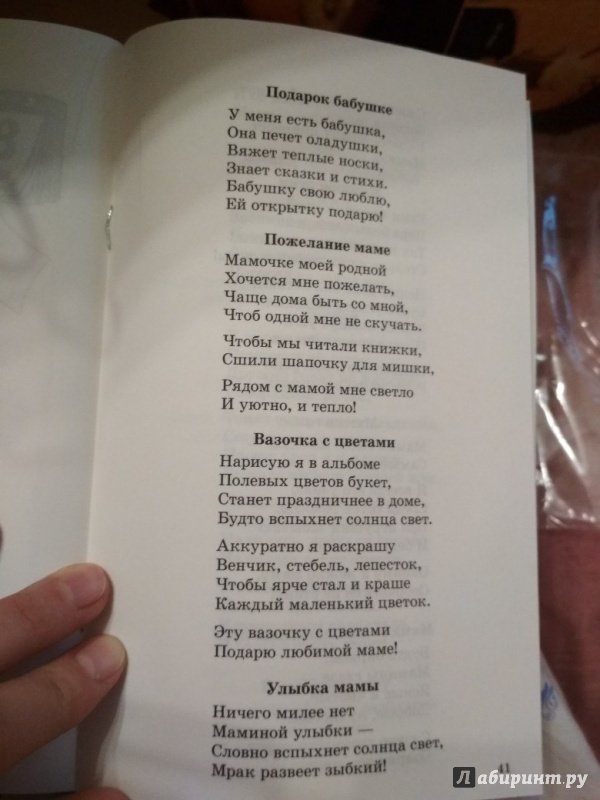 Подарок бабушке
У меня есть бабушка,
Она печет оладушки,
Вяжет теплые носки,
Знает сказки и стихи.
Бабушку свою люблю,
Ей открытку подарю!
Пожелание маме
Мамочке моей родной
Хочется мне пожелать,
Чаще дома быть со мной,
Чтоб одной мне не скучать.
Чтобы мы читали книжки,
Сшили шапочку для мишки,
Рядом с мамой мне светло
И уютно, и тепло!
Вазочка с цветами
Нарисую я в альбоме
Полевых цветов букет,
Станет праздничнее в доме,
Будто вспыхнет солнца свет.
Аккуратно я раскрашу
Венчик, стебель, лепесток,
Чтобы ярче стал и краше
Каждый маленький цветок.
Эту вазочку с цветами
Подарю любимой маме!
Улыбка мамы
Ничего милее нет
Маминой улыбки —
Словно вспыхнет солнца свет,
Мрак развеет зыбкий!
41
Лабиринт.ру